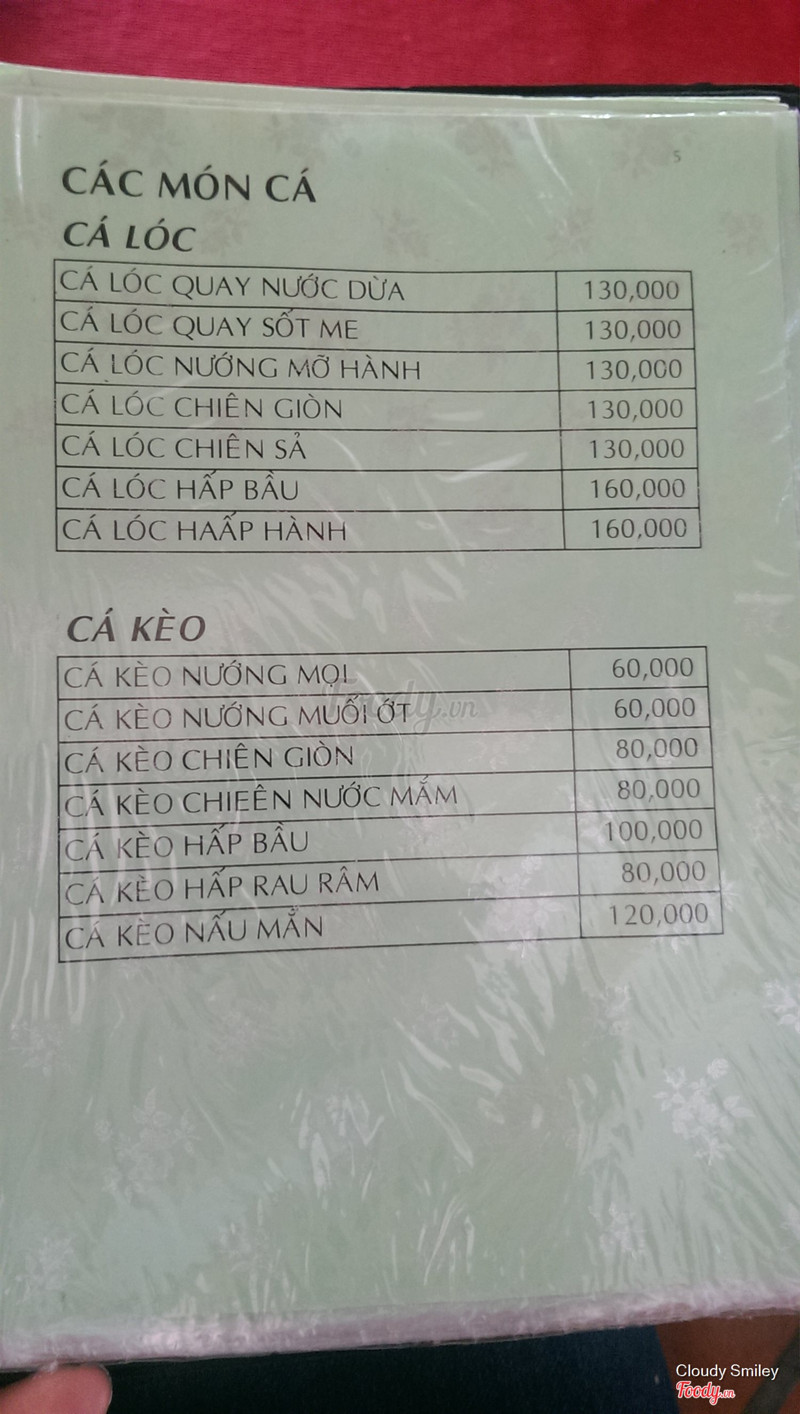 5
CÁC MÓN CÁ
CÁ LÓC
CÁ LÓC QUAY NƯỚC DỪA 130,000
CÁ LÓC QUAY SỐT ME 130,000
CÁ LÓC NƯỚNG MỠ HÀNH 130,000
CÁ LÓC CHIÊN GIÒN 130,000
CÁ LÓC CHIÊN SẢ 130,000
CÁ LÓC HẤP BẦU 160,000
CÁ LÓC HAẤP HÀNH 160,000
CÁ KÈO
CÁ KÈO NƯỚNG MỌI 60,000
CÁ KÈO NƯỚNG MUỐI ỚT 60,000
CÁ KÈO CHIÊN GIÒN 80,000
CÁ KÈO CHIEÊN NƯỚC MẮM 80,000
CÁ KÈO HẤP BẦU 100,000
CÁ KÈO HẤP RAU RÂM 80,000
CÁ KÈO NẤU MẮN 120,000
Foody.vn
Cloudy Smiley
Foody.vn